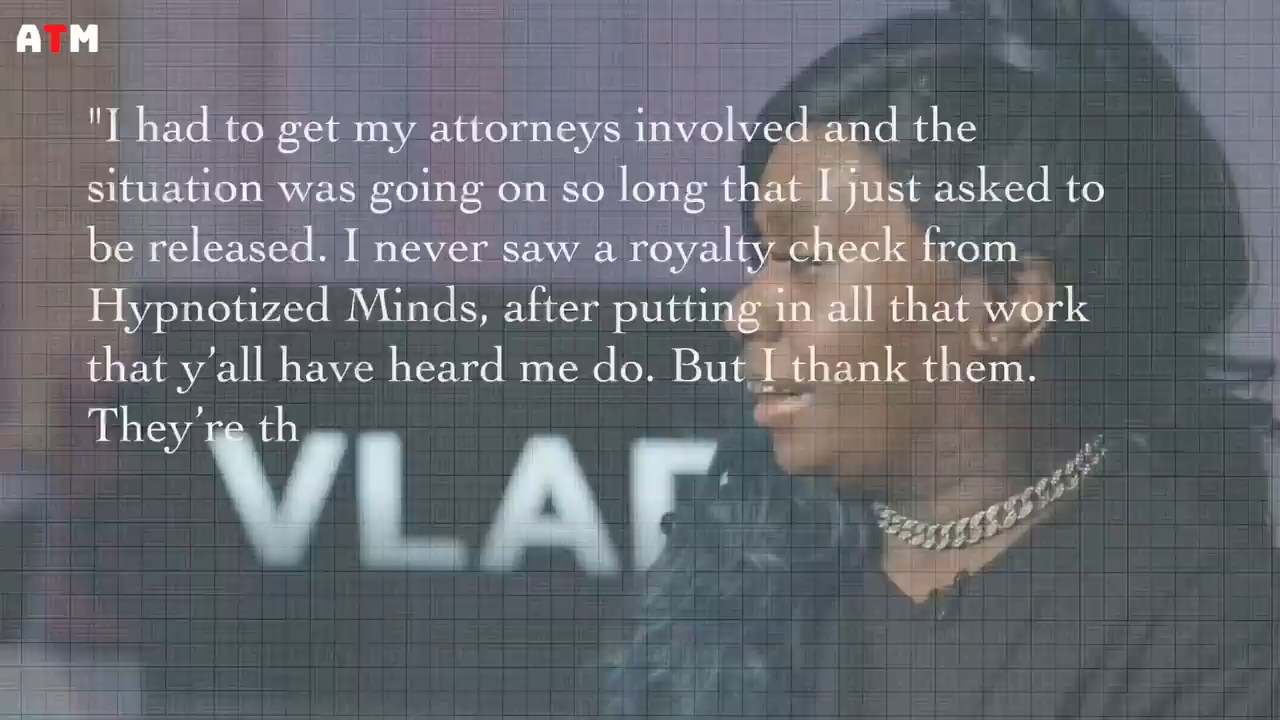 ATM
"I had to get my attorneys involved and the
situation was going on so long that I just asked to
be released. I never saw a royalty check from
Hypnotized Minds, after putting in all that work
that y’all have heard me do. But I thank them.
They’re th
VLAD